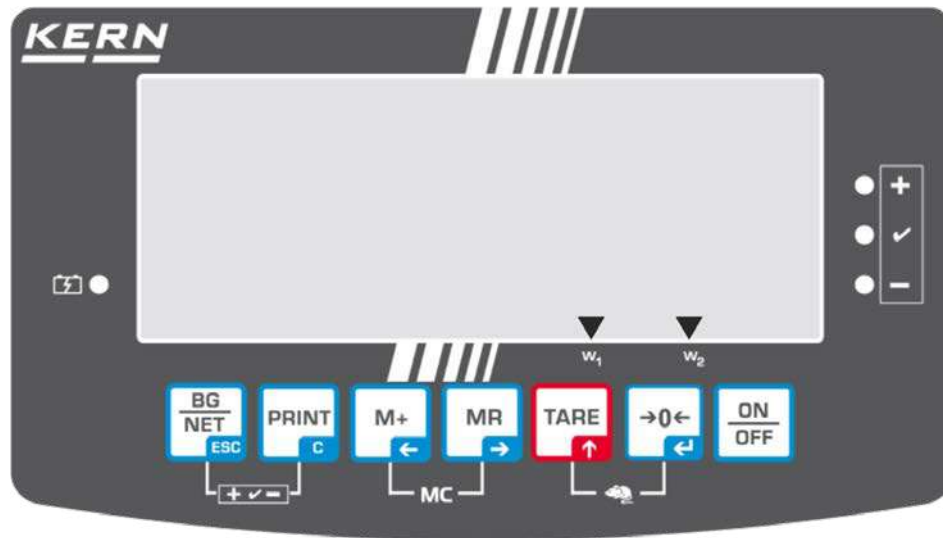 KERN
+
✓
−
W₁ W₂
BG
NET
ESC
PRINT
C
M+
←
MR
→
TARE
↑
→0←
↵
ON
OFF
+ ✓ −
MC